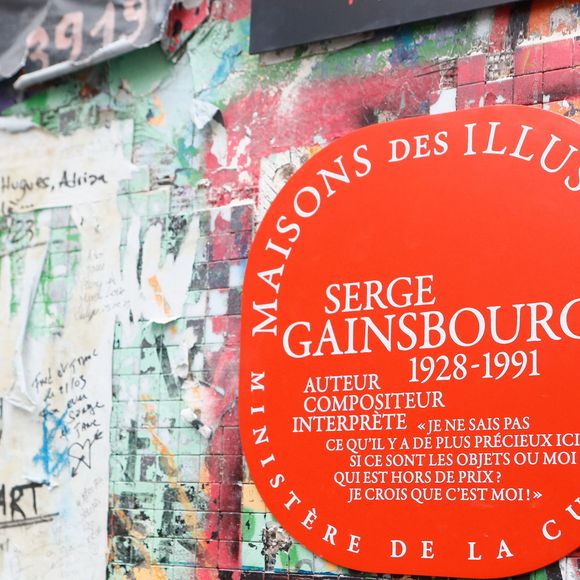 3919
Hugues, Adriza
ART
MAISONS DES ILLUS
SERGE
GAINSBOURG
1928-1991
AUTEUR
COMPOSITEUR
INTERPRÈTE « JE NE SAIS PAS
CE QU'IL Y A DE PLUS PRÉCIEUX ICI
SI CE SONT LES OBJETS OU MOI
QUI EST HORS DE PRIX ?
JE CROIS QUE C'EST MOI ! »
MINISTÈRE DE LA CU